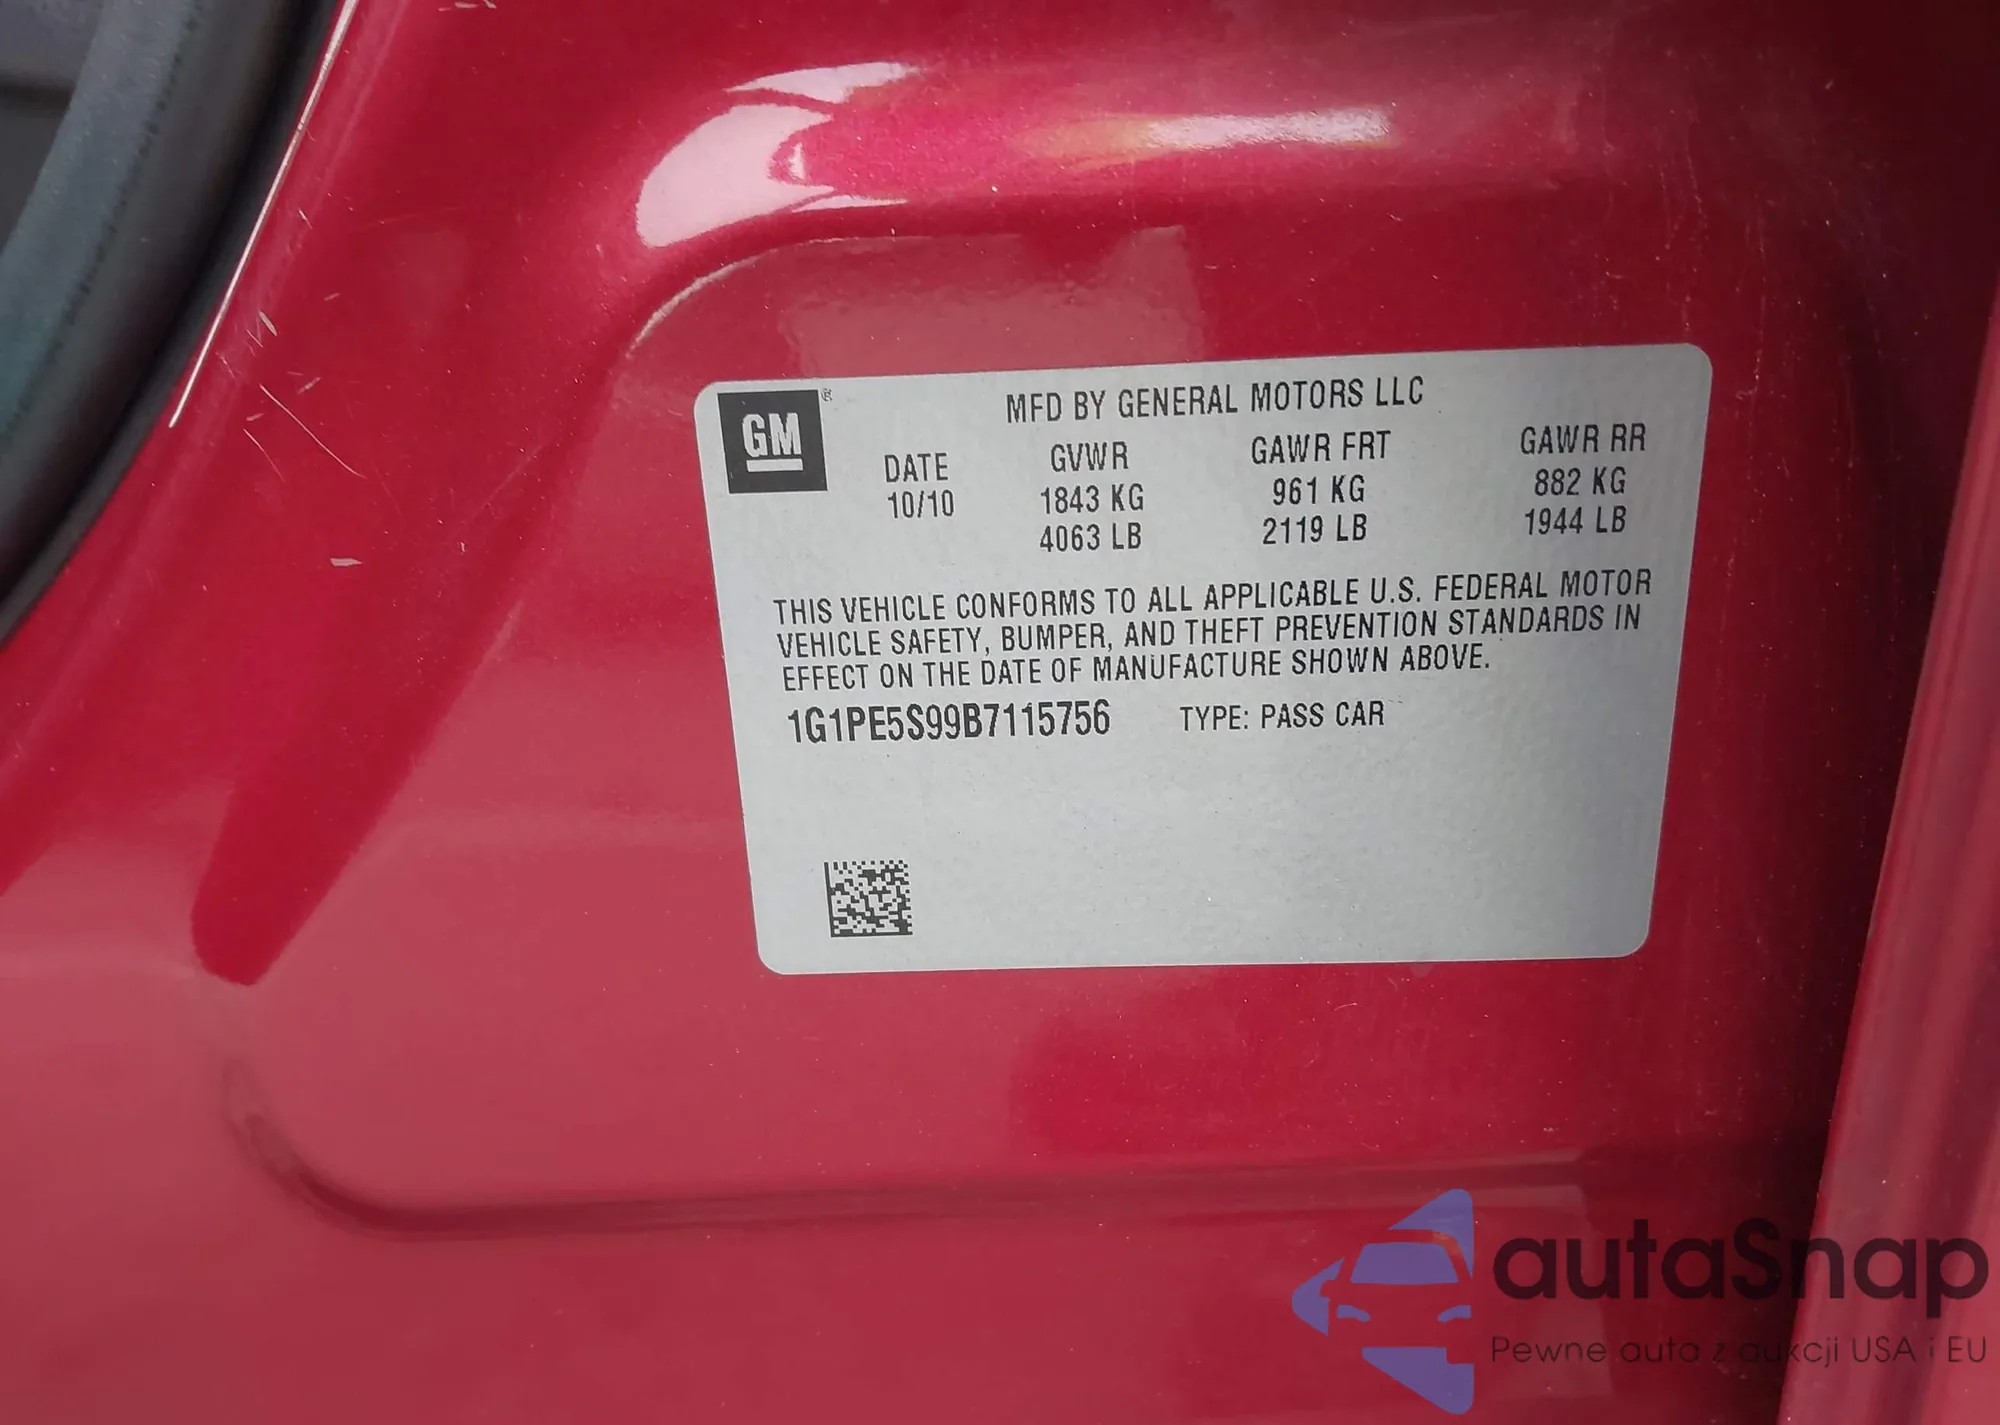 GM®
MFD BY GENERAL MOTORS LLC
DATE GVWR GAWR FRT GAWR RR
10/10 1843 KG 961 KG 882 KG
4063 LB 2119 LB 1944 LB
THIS VEHICLE CONFORMS TO ALL APPLICABLE U.S. FEDERAL MOTOR
VEHICLE SAFETY, BUMPER, AND THEFT PREVENTION STANDARDS IN
EFFECT ON THE DATE OF MANUFACTURE SHOWN ABOVE.
1G1PE5S99B7115756 TYPE: PASS CAR
autaSnap
Pewne auta z aukcji USA i EU